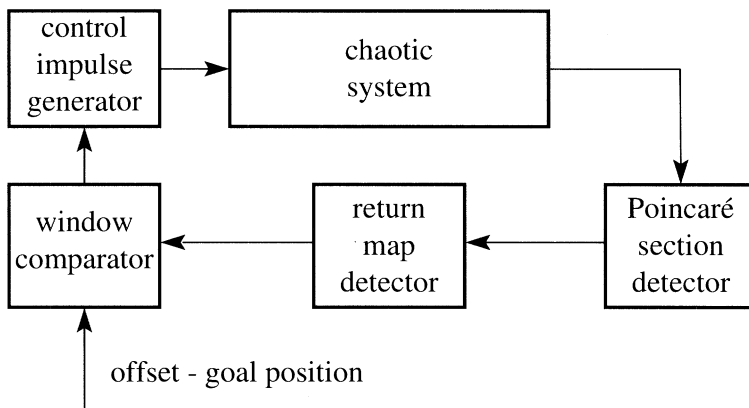 control
impulse
generator
chaotic
system
window
comparator
return
map
detector
Poincaré
section
detector
offset - goal position